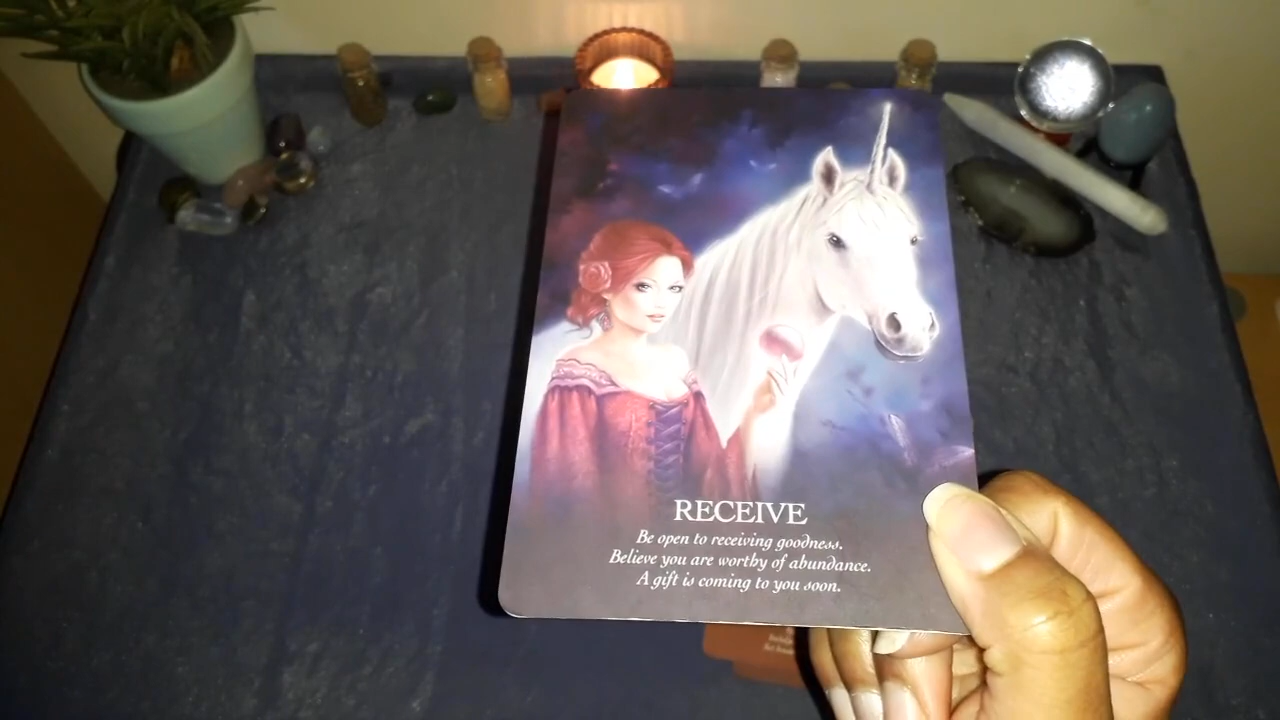 RECEIVE
Be open to receiving goodness.
Believe you are worthy of abundance.
A gift is coming to you soon.